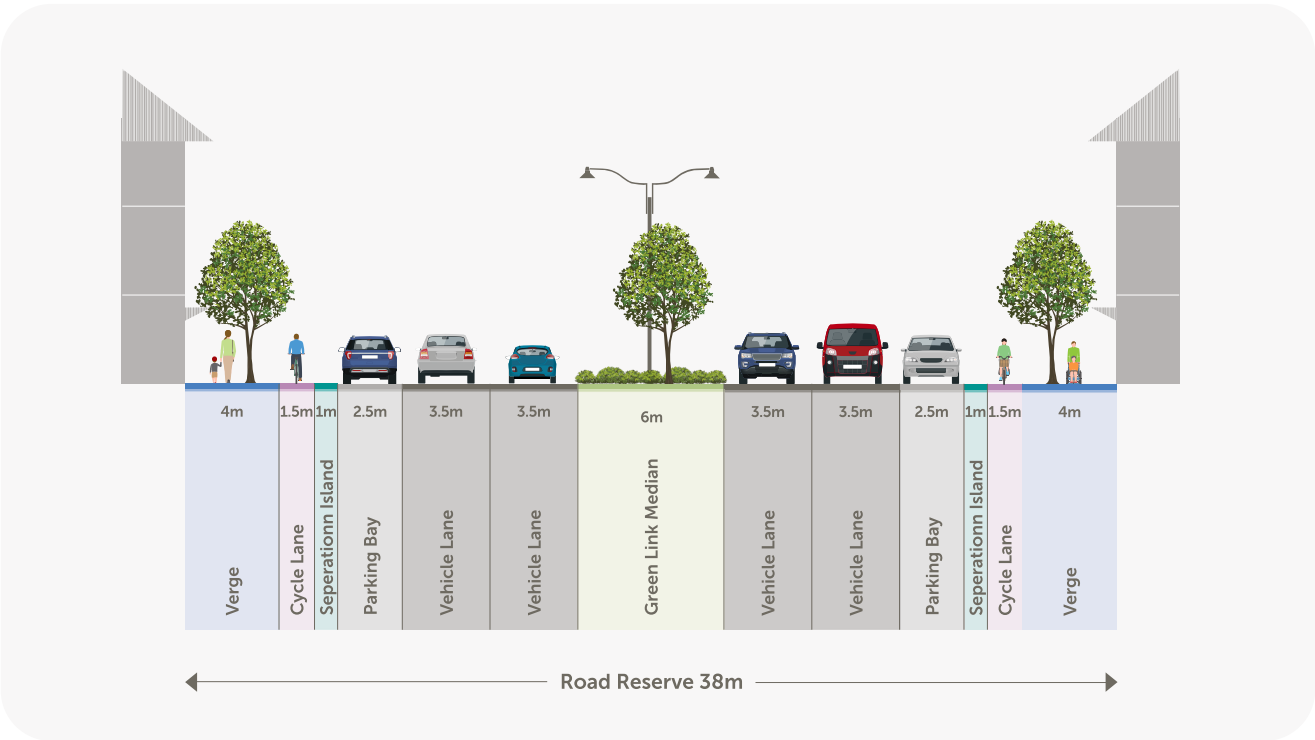 4m
1.5m
1m
2.5m
3.5m
3.5m
6m
3.5m
3.5m
2.5m
1m
1.5m
4m
Verge
Cycle Lane
Seperationn Island
Parking Bay
Vehicle Lane
Vehicle Lane
Green Link Median
Vehicle Lane
Vehicle Lane
Parking Bay
Seperationn Island
Cycle Lane
Verge
Road Reserve 38m